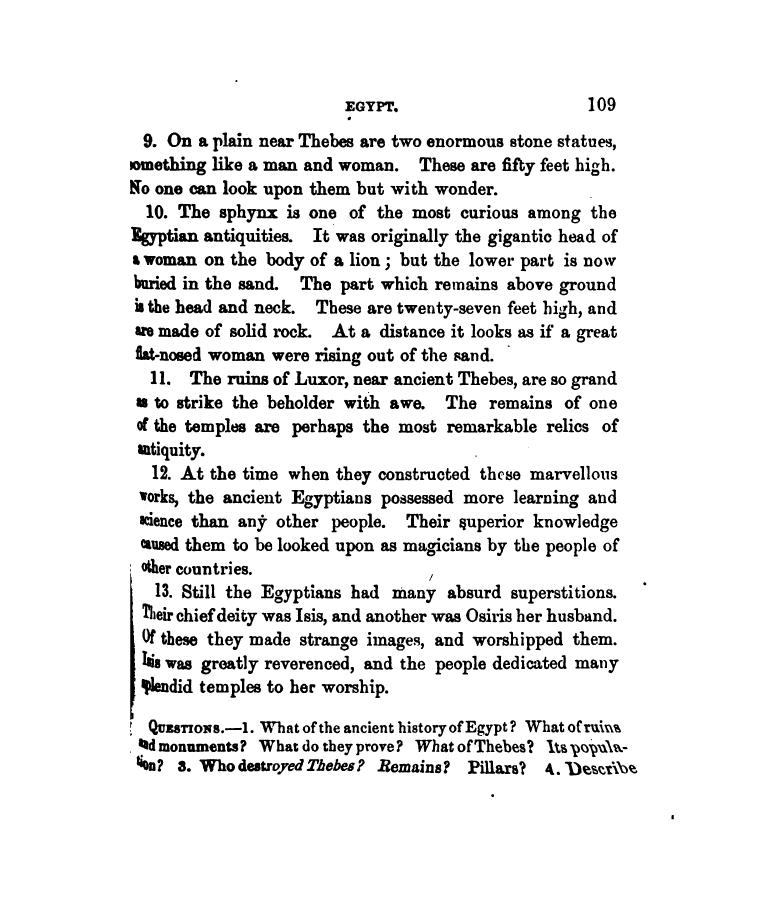 EGYPT. 109
9. On a plain near Thebes are two enormous stone statues,
something like a man and woman. These are fifty feet high.
No one can look upon them but with wonder.
10. The sphynx is one of the most curious among the
Egyptian antiquities. It was originally the gigantic head of
a woman on the body of a lion; but the lower part is now
buried in the sand. The part which remains above ground
is the head and neck. These are twenty-seven feet high, and
are made of solid rock. At a distance it looks as if a great
flat-nosed woman were rising out of the sand.
11. The ruins of Luxor, near ancient Thebes, are so grand
as to strike the beholder with awe. The remains of one
of the temples are perhaps the most remarkable relics of
antiquity.
12. At the time when they constructed these marvellous
works, the ancient Egyptians possessed more learning and
science than any other people. Their superior knowledge
caused them to be looked upon as magicians by the people of
other countries.
13. Still the Egyptians had many absurd superstitions.
Their chief deity was Isis, and another was Osiris her husband.
Of these they made strange images, and worshipped them.
Isis was greatly reverenced, and the people dedicated many
splendid temples to her worship.
QUESTIONS.—1. What of the ancient history of Egypt? What of ruins
and monuments? What do they prove? What of Thebes? Its popula-
tion? 3. Who destroyed Thebes? Remains? Pillars? 4. Describe